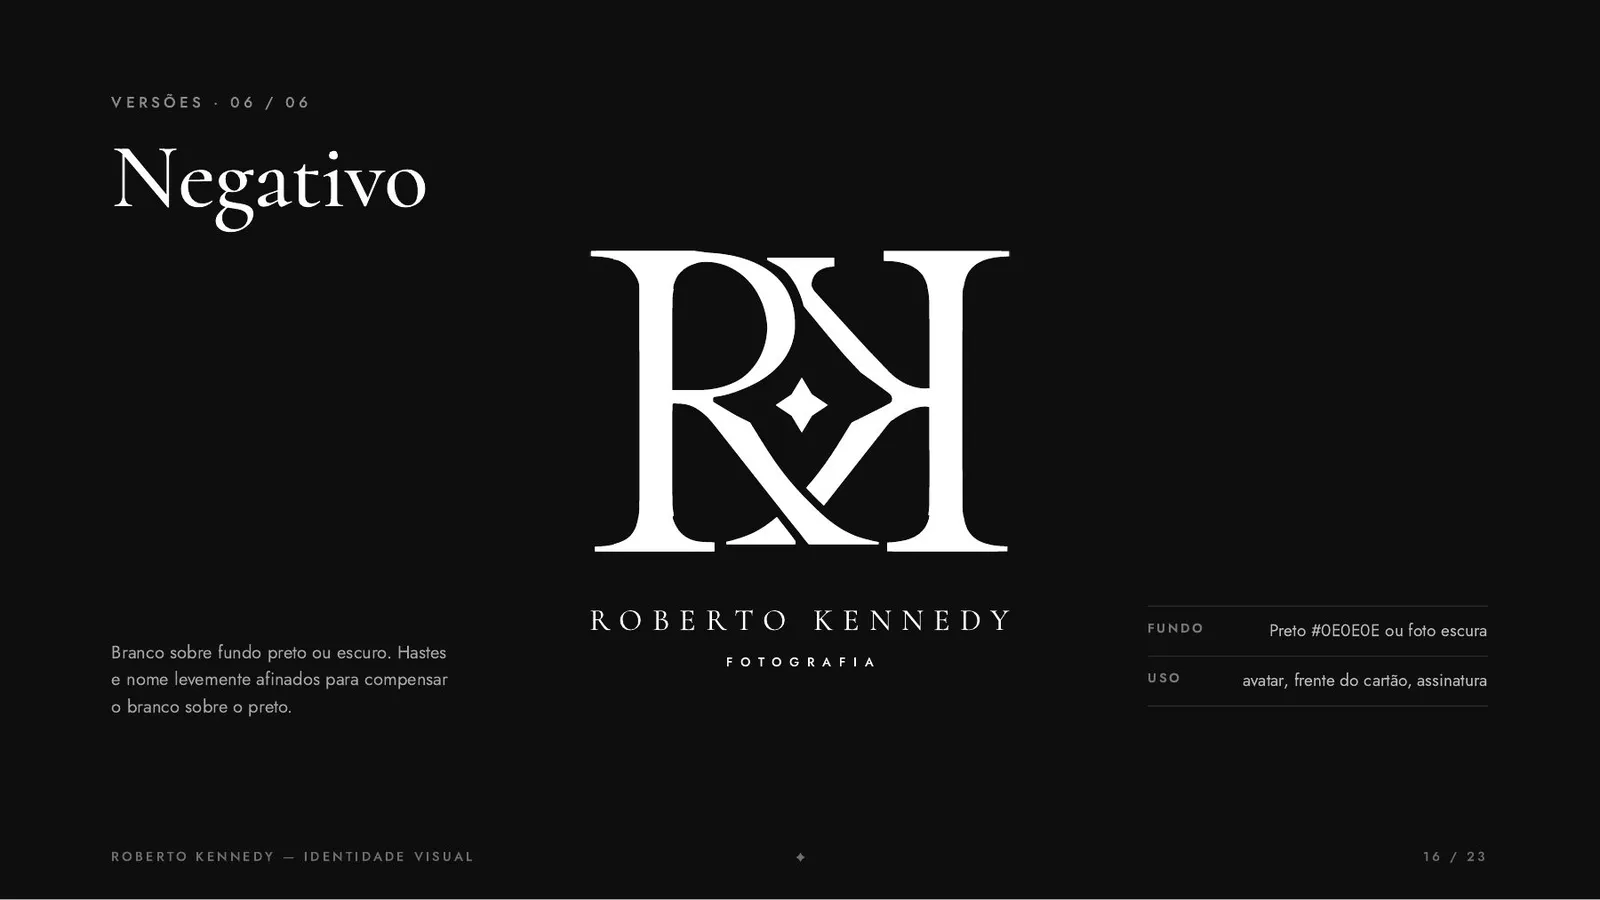 VERSÕES · 06 / 06
Negativo
RK
ROBERTO KENNEDY
FOTOGRAFIA
Branco sobre fundo preto ou escuro. Hastes
e nome levemente afinados para compensar
o branco sobre o preto.
FUNDO Preto #0E0E0E ou foto escura
USO avatar, frente do cartão, assinatura
ROBERTO KENNEDY — IDENTIDADE VISUAL
16 / 23